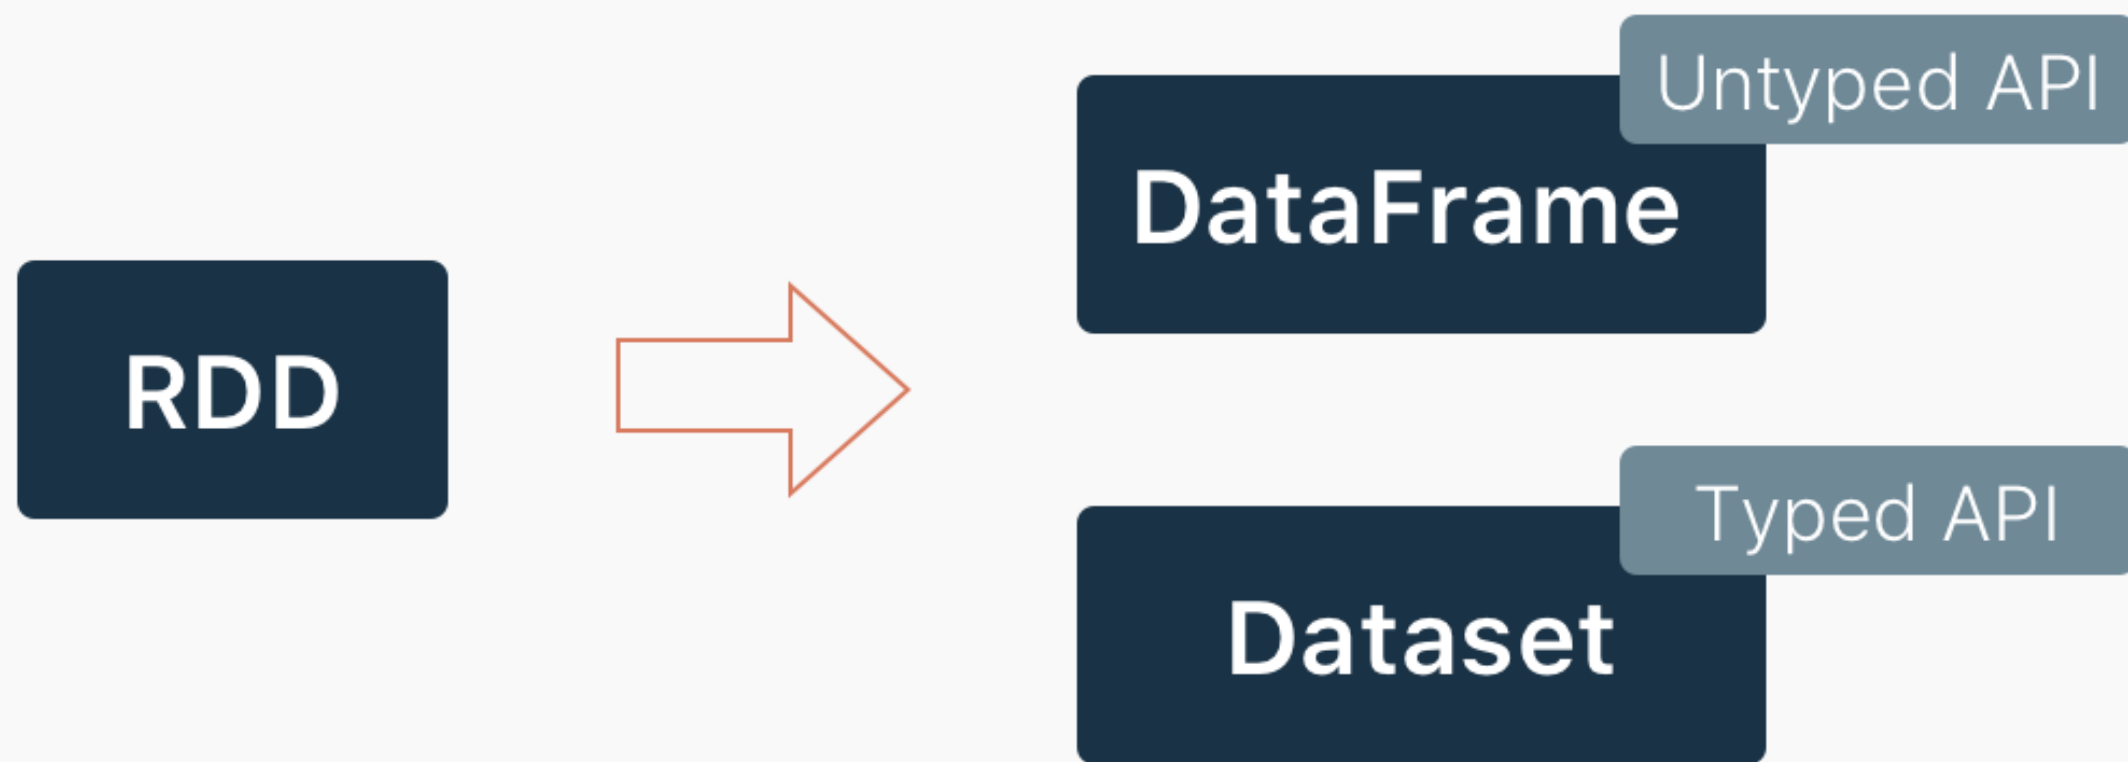 RDD
Untyped API
DataFrame
Typed API
Dataset